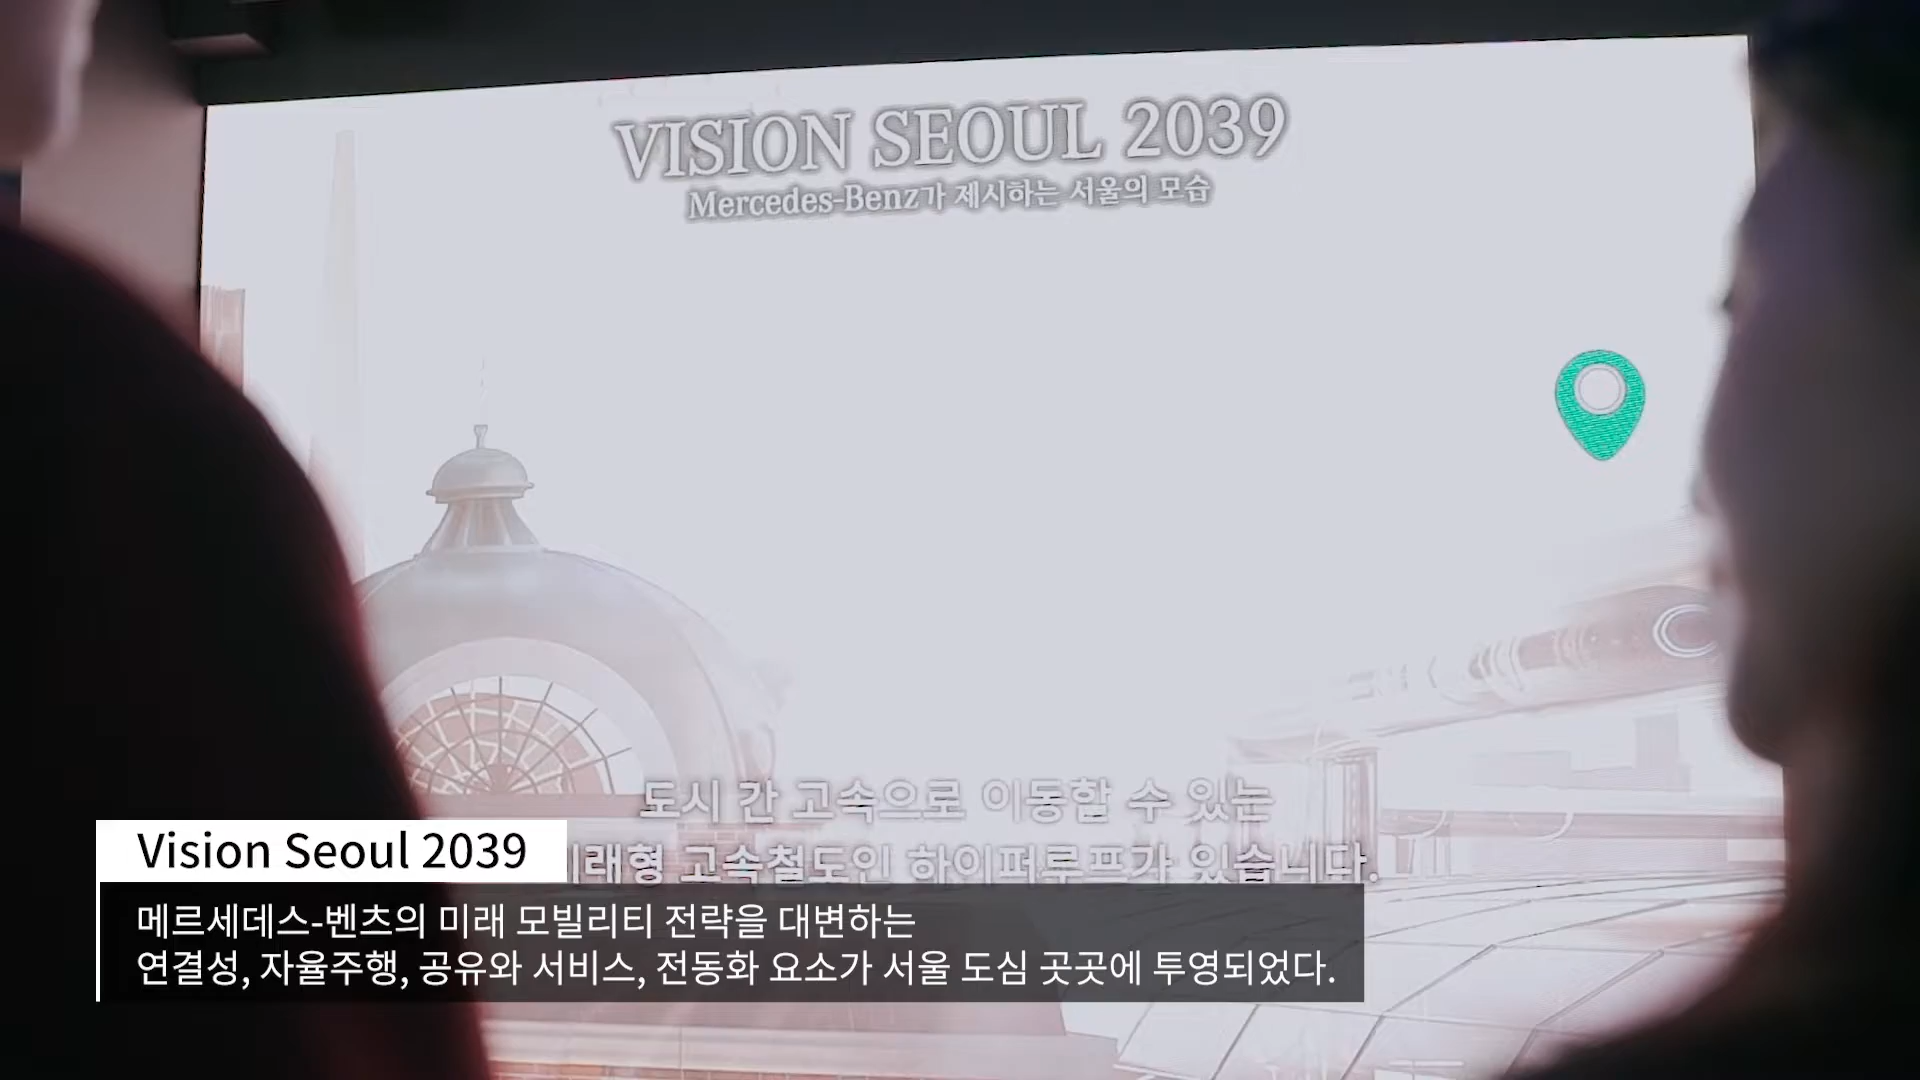 VISION SEOUL 2039
Mercedes-Benz가 제시하는 서울의 모습
도시 간 고속으로 이동할 수 있는
미래형 고속철도인 하이퍼루프가 있습니다.
Vision Seoul 2039
메르세데스-벤츠의 미래 모빌리티 전략을 대변하는
연결성, 자율주행, 공유와 서비스, 전동화 요소가 서울 도심 곳곳에 투영되었다.